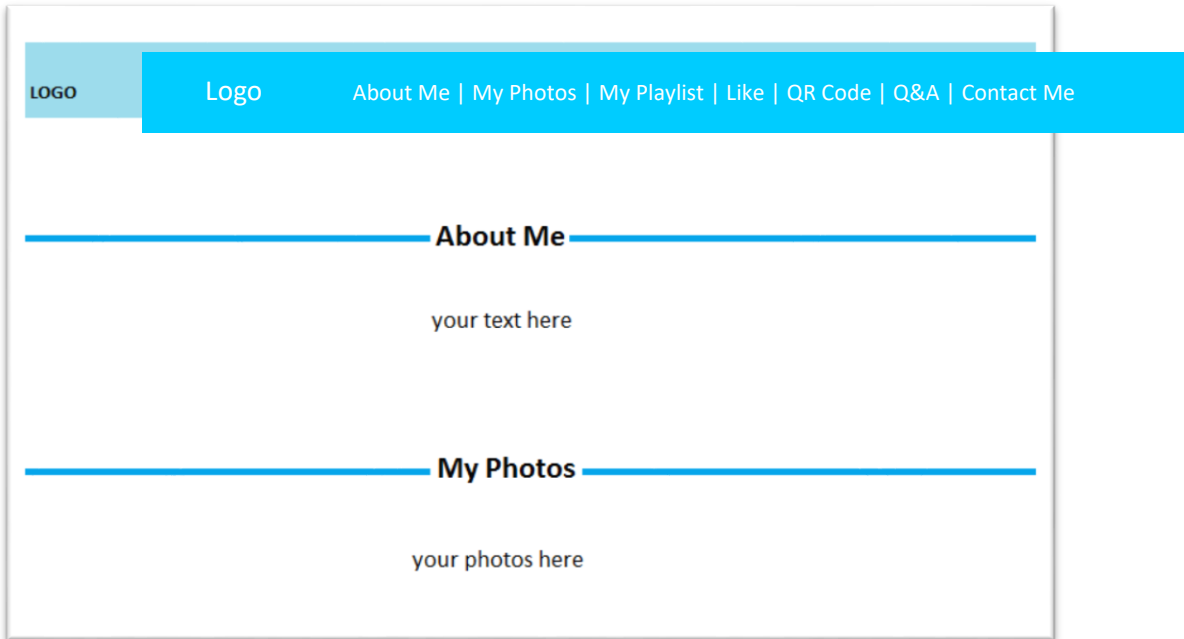 LOGO
Logo About Me | My Photos | My Playlist | Like | QR Code | Q&A | Contact Me
About Me
your text here
My Photos
your photos here